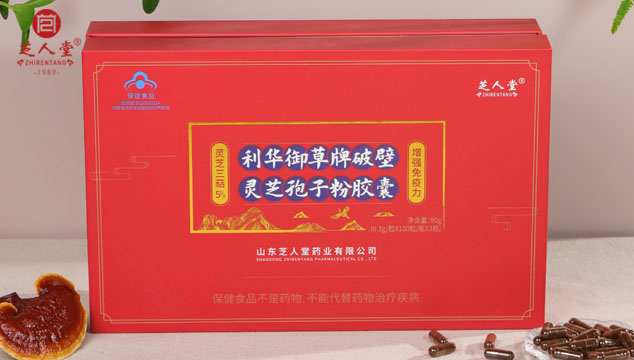 芝人堂®
ZHIRENTANG
·1989·
保健食品
芝人堂®
ZHIRENTANG
灵芝三萜5%
利华御草牌破壁
灵芝孢子粉胶囊
增强免疫力
净含量:90g
(0.3g/粒X100粒/瓶X3瓶)
山东芝人堂药业有限公司
SHANDONG ZHIRENTANG PHARMACEUTICAL CO., LTD
保健食品不是药物,不能代替药物治疗疾病。